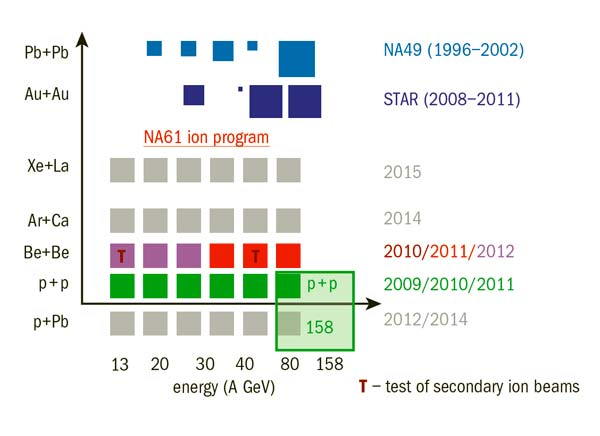 Pb+Pb
NA49 (1996–2002)
Au+Au
STAR (2008–2011)
NA61 ion program
Xe+La
2015
Ar+Ca
2014
Be+Be
T
T
2010/2011/2012
p+p
p+p
2009/2010/2011
p+Pb
158
2012/2014
13 20 30 40 80 158
energy (A GeV)
T – test of secondary ion beams